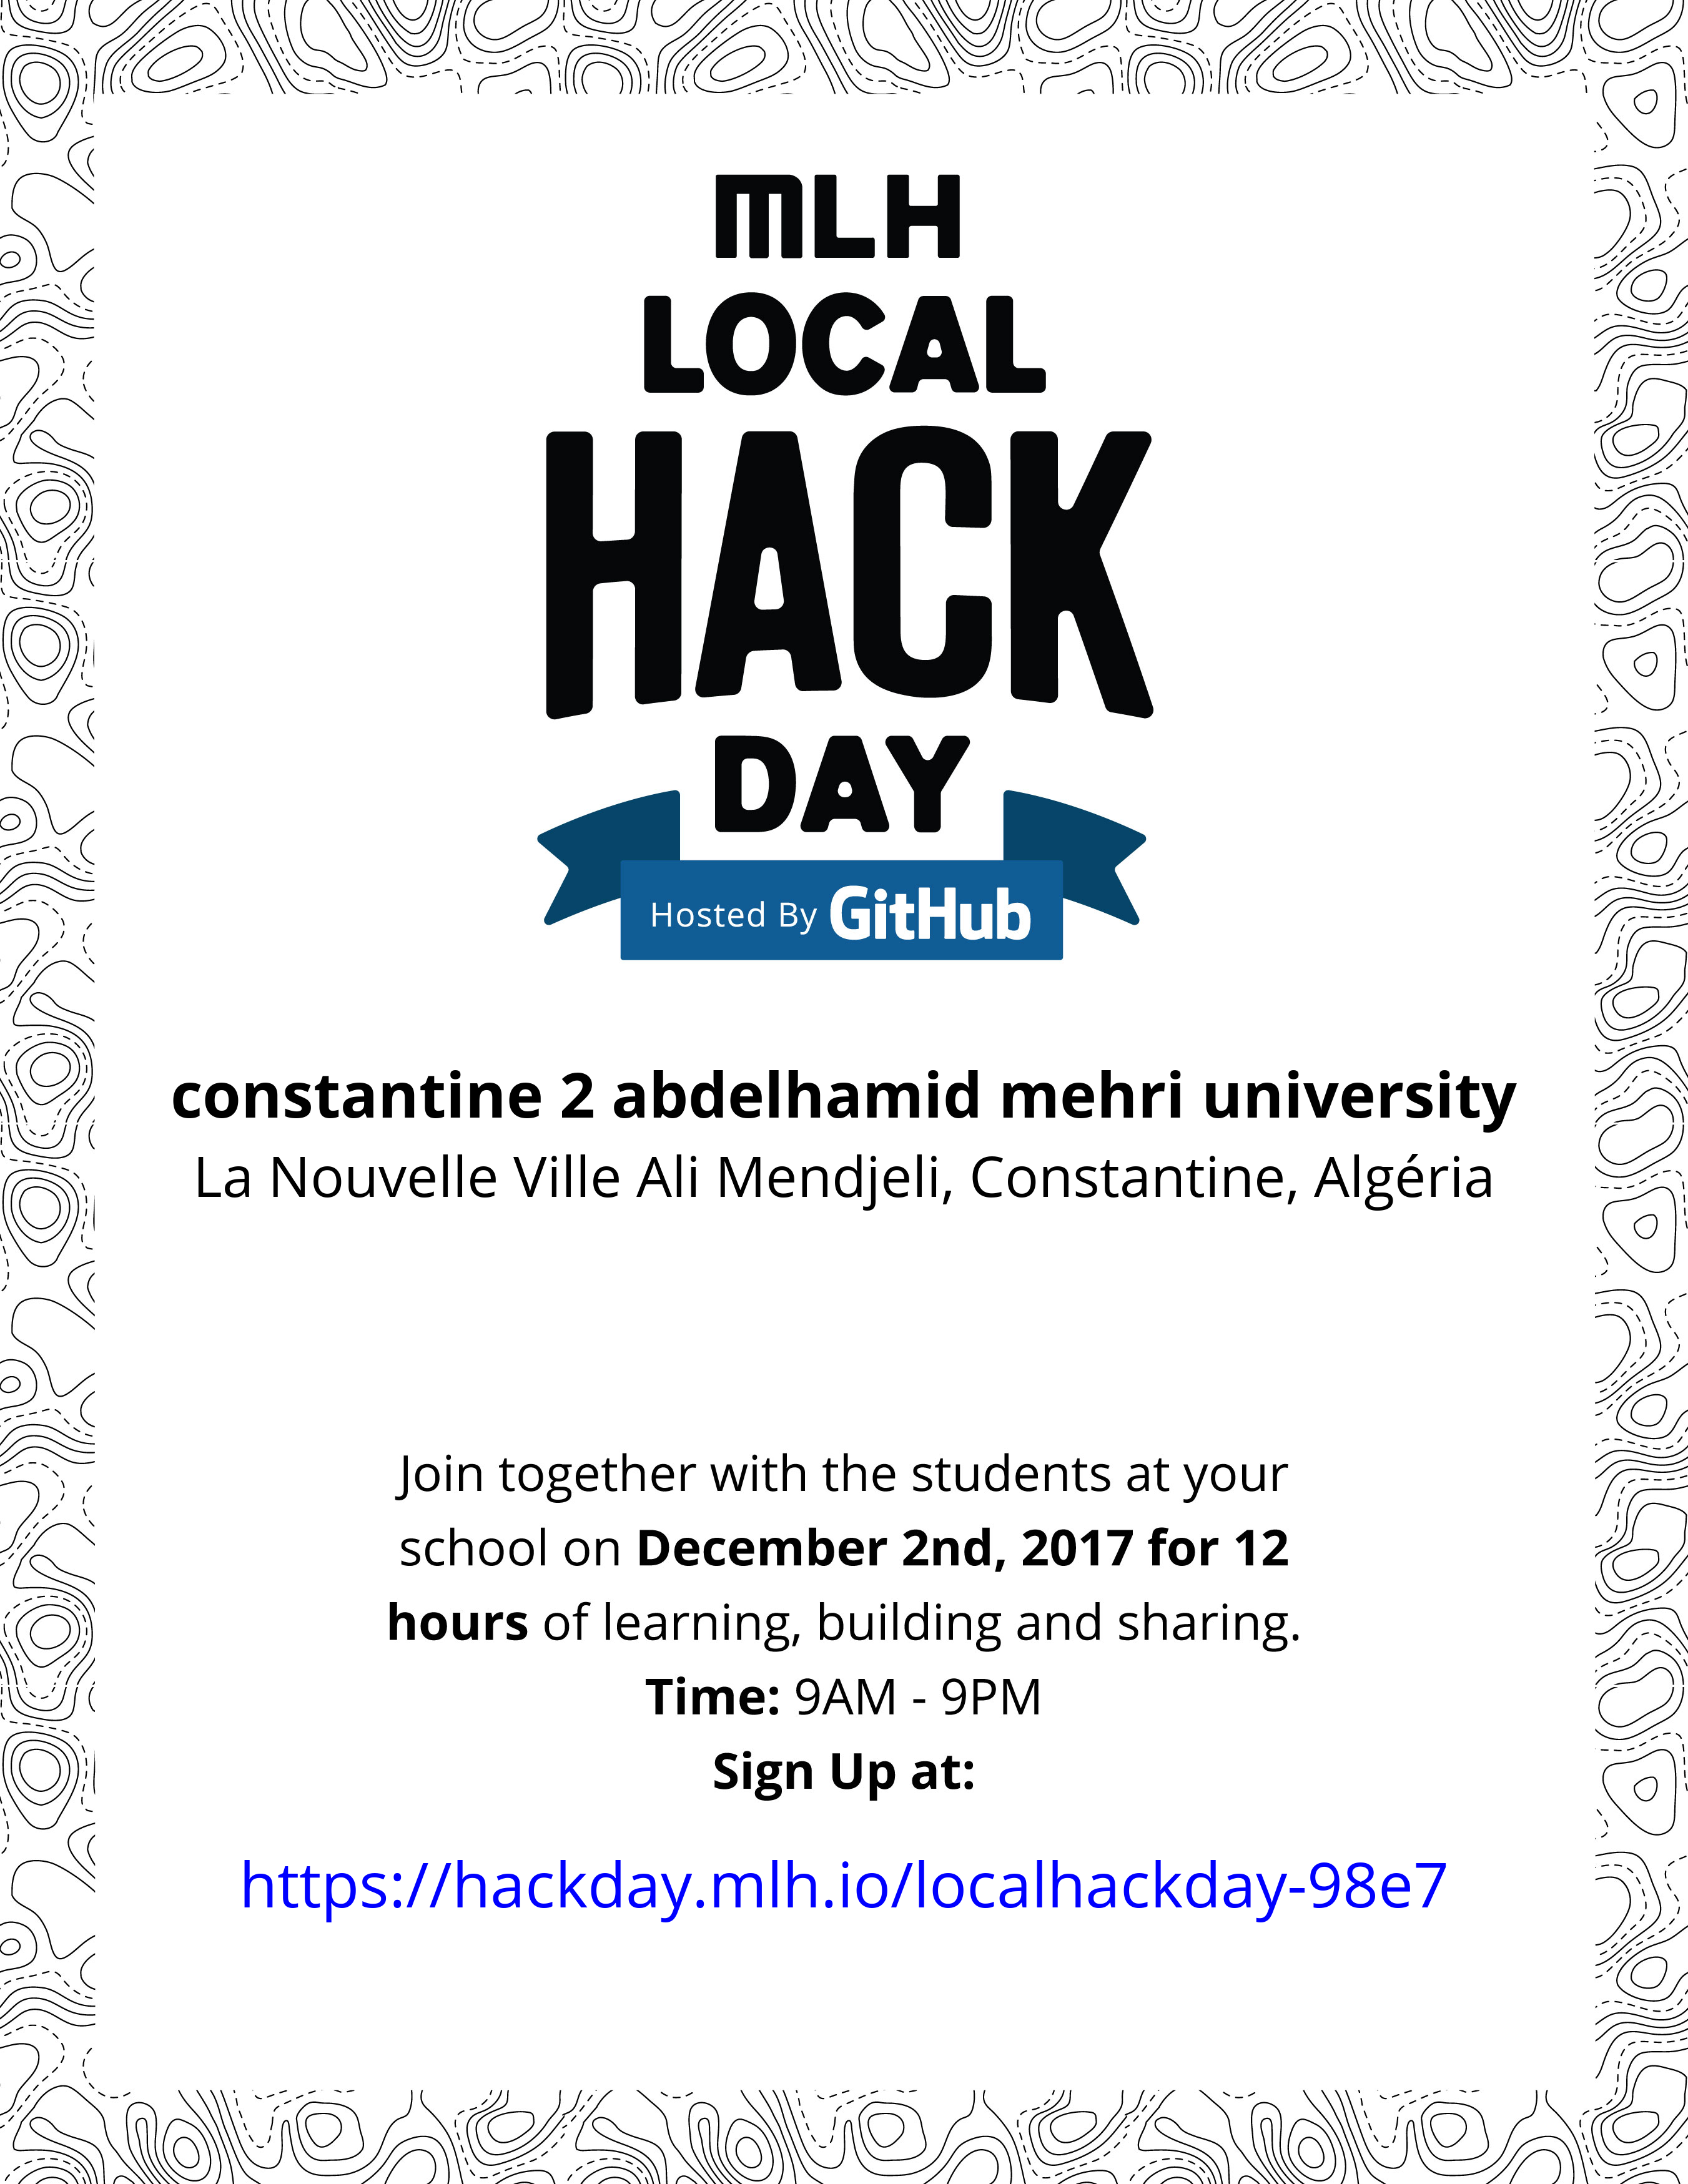 MLH
LOCAL
HACK
DAY
Hosted By GitHub
constantine 2 abdelhamid mehri university
La Nouvelle Ville Ali Mendjeli, Constantine, Algéria
Join together with the students at your
school on December 2nd, 2017 for 12
hours of learning, building and sharing.
Time: 9AM - 9PM
Sign Up at:
https://hackday.mlh.io/localhackday-98e7